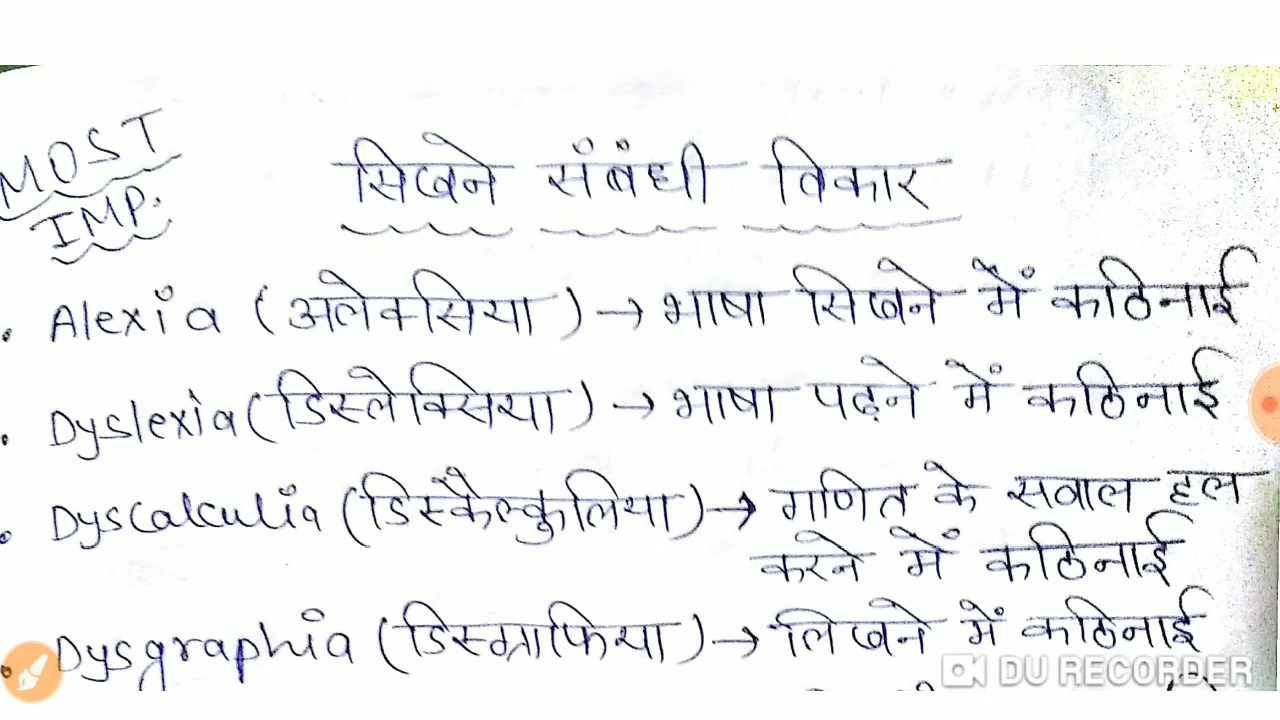 MOST
IMP.
सिखने संबंधी विकार
Alexia (अलेक्सिया) → भाषा सिखने में कठिनाई
Dyslexia (डिस्लेक्सिया) → भाषा पढ़ने में कठिनाई
Dyscalculia (डिस्कैल्कुलिया) → गणित के सवाल हल
करने में कठिनाई
Dysgraphia (डिस्ग्राफिया) → लिखने में कठिनाई
DU RECORDER